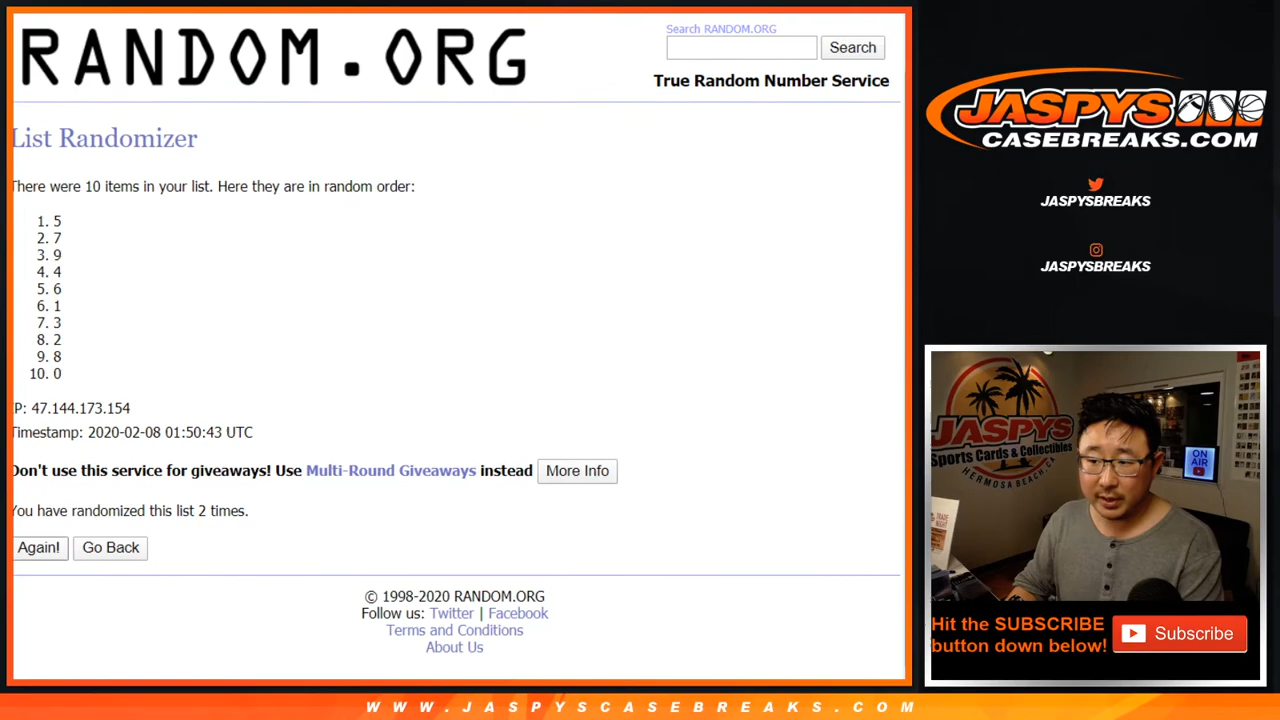 RANDOM.ORG
Search RANDOM.ORG
Search
True Random Number Service
List Randomizer
There were 10 items in your list. Here they are in random order:
1. 5
2. 7
3. 9
4. 4
5. 6
6. 1
7. 3
8. 2
9. 8
10. 0
IP: 47.144.173.154
Timestamp: 2020-02-08 01:50:43 UTC
Don't use this service for giveaways! Use Multi-Round Giveaways instead More Info
You have randomized this list 2 times.
Again! Go Back
© 1998-2020 RANDOM.ORG
Follow us: Twitter | Facebook
Terms and Conditions
About Us
JASPYS
CASEBREAKS.COM
JASPYSBREAKS
JASPYSBREAKS
JASPYS
Sports Cards & Collectibles
HERMOSA BEACH, CA
ON
AIR
TRADE
NIGHT
Hit the SUBSCRIBE
button down below!
Subscribe
WWW.JASPYSCASEBREAKS.COM